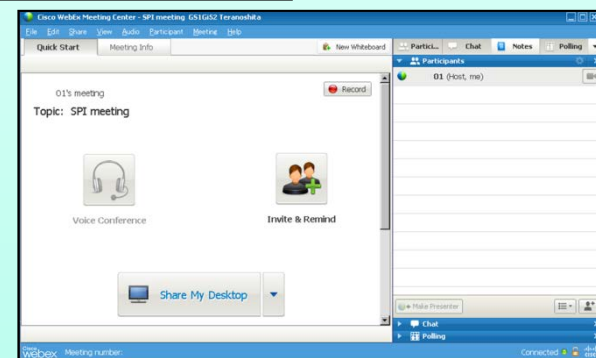 Cisco WebEx Meeting Center - SPI meeting GS1GiS2 Teranoshita
File Edit Share View Audio Participant Meeting Help
Quick Start Meeting Info New Whiteboard
Partici... Chat Notes Polling
Participants
01 (Host, me)
01's meeting
Record
Topic: SPI meeting
Voice Conference
Invite & Remind
Share My Desktop
Make Presenter
Chat
Polling
Cisco webex Meeting number: Connected